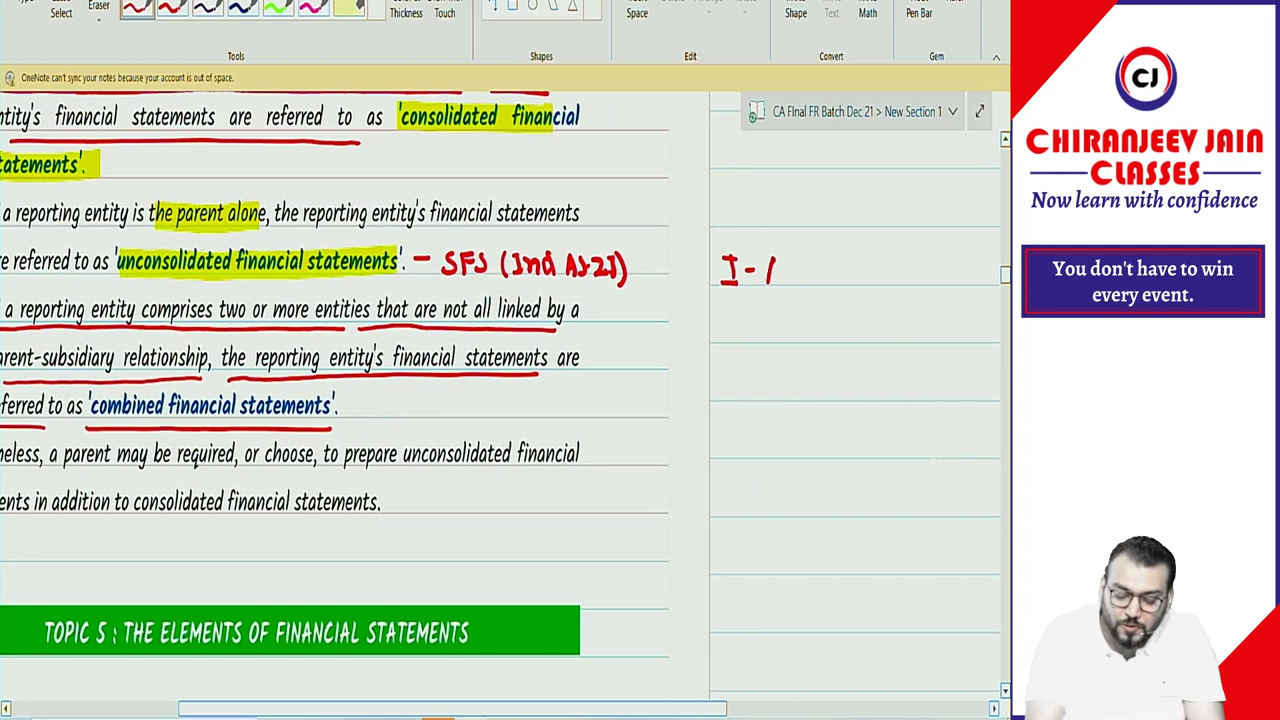 Eraser
Select
Thickness
Touch
Space
Shape
Text
Math
Pen Bar
Tools
Shapes
Edit
Convert
Gem
OneNote can't sync your notes because your account is out of space.
ntity's financial statements are referred to as 'consolidated financial
tatements'.
a reporting entity is the parent alone, the reporting entity's financial statements
re referred to as 'unconsolidated financial statements'. - SFS (Ind AS 27)
a reporting entity comprises two or more entities that are not all linked by a
arent-subsidiary relationship, the reporting entity's financial statements are
eferred to as 'combined financial statements'.
heless, a parent may be required, or choose, to prepare unconsolidated financial
ents in addition to consolidated financial statements.
TOPIC 5 : THE ELEMENTS OF FINANCIAL STATEMENTS
CA FInal FR Batch Dec 21 > New Section 1
I - /
CJ
CHIRANJEEV JAIN
CLASSES
Now learn with confidence
You don't have to win
every event.